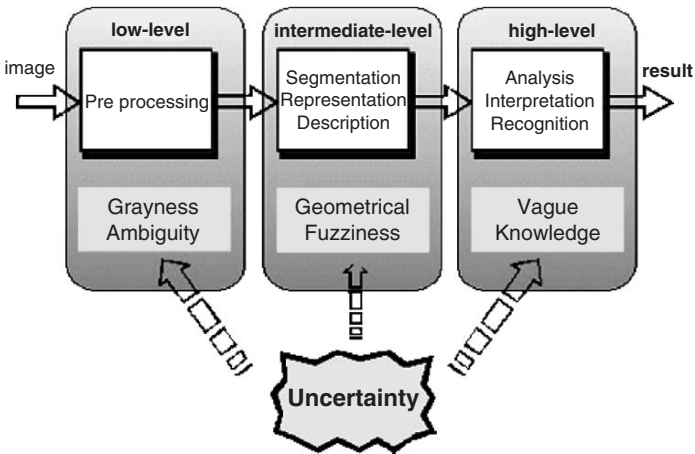 low-level
intermediate-level
high-level
image
Pre processing
Segmentation
Representation
Description
Analysis
Interpretation
Recognition
result
Grayness
Ambiguity
Geometrical
Fuzziness
Vague
Knowledge
Uncertainty